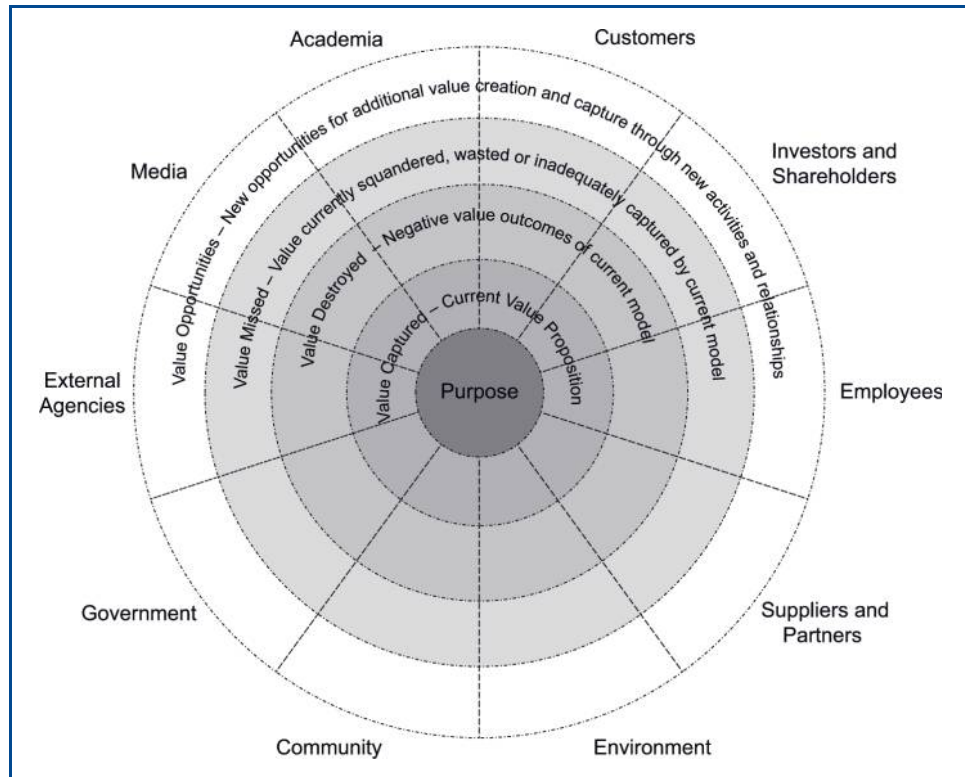 Academia
Customers
Media
Investors and
Shareholders
External
Agencies
Employees
Government
Suppliers and
Partners
Community
Environment
Value Opportunities – New opportunities for additional value creation and capture through new activities and relationships
Value Missed – Value currently squandered, wasted or inadequately captured by current model
Value Destroyed – Negative value outcomes of current model
Value Captured – Current Value Proposition
Purpose